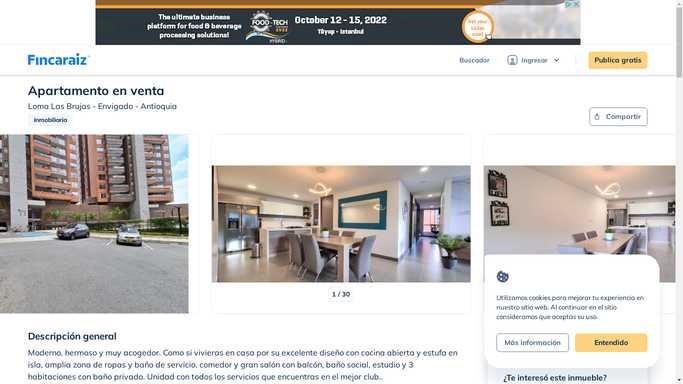 The ultimate business
platform for food & beverage
processing solutions!
FOOD-TECH
October 12 - 15, 2022
Tüyap - Istanbul
Get your
ticket
now!
Fincaraiz
Buscador
Ingresar
Publica gratis
Apartamento en venta
Loma Las Brujas - Envigado - Antioquia
Inmobiliaria
Compartir
1 / 30
Utilizamos cookies para mejorar tu experiencia en
nuestro sitio web. Al continuar en el sitio
consideramos que aceptas su uso.
Más información
Entendido
Descripción general
Moderno, hermoso y muy acogedor. Como si vivieras en casa por su excelente diseño con cocina abierta y estufa en
isla, amplia zona de ropas y baño de servicio, comedor y gran salón con balcón, baño social, estudio y 3
habitaciones con baño privado. Unidad con todos los servicios que encuentras en el mejor club..
¿Te interesó este inmueble?